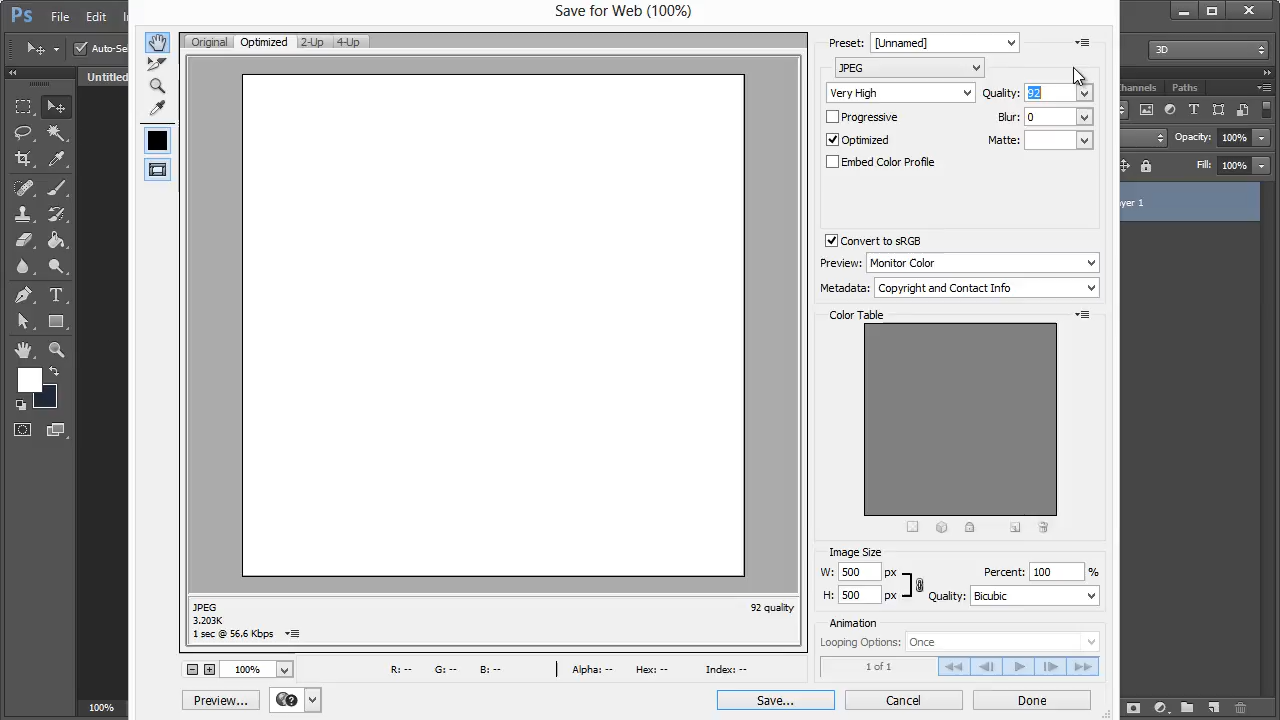 Save for Web (100%)
Ps File Edit
Auto-Se
Untitled
3D
Original Optimized 2-Up 4-Up
Preset: [Unnamed]
JPEG
Very High Quality: 92
Progressive Blur: 0
Optimized Matte:
Embed Color Profile
Convert to sRGB
Preview: Monitor Color
Metadata: Copyright and Contact Info
Color Table
Image Size
W: 500 px Percent: 100 %
H: 500 px Quality: Bicubic
Animation
Looping Options: Once
1 of 1
JPEG 92 quality
3.203K
1 sec @ 56.6 Kbps
100% R: -- G: -- B: -- Alpha: -- Hex: -- Index: --
Preview... Save... Cancel Done
hannels Paths
Opacity: 100%
Fill: 100%
yer 1
100%